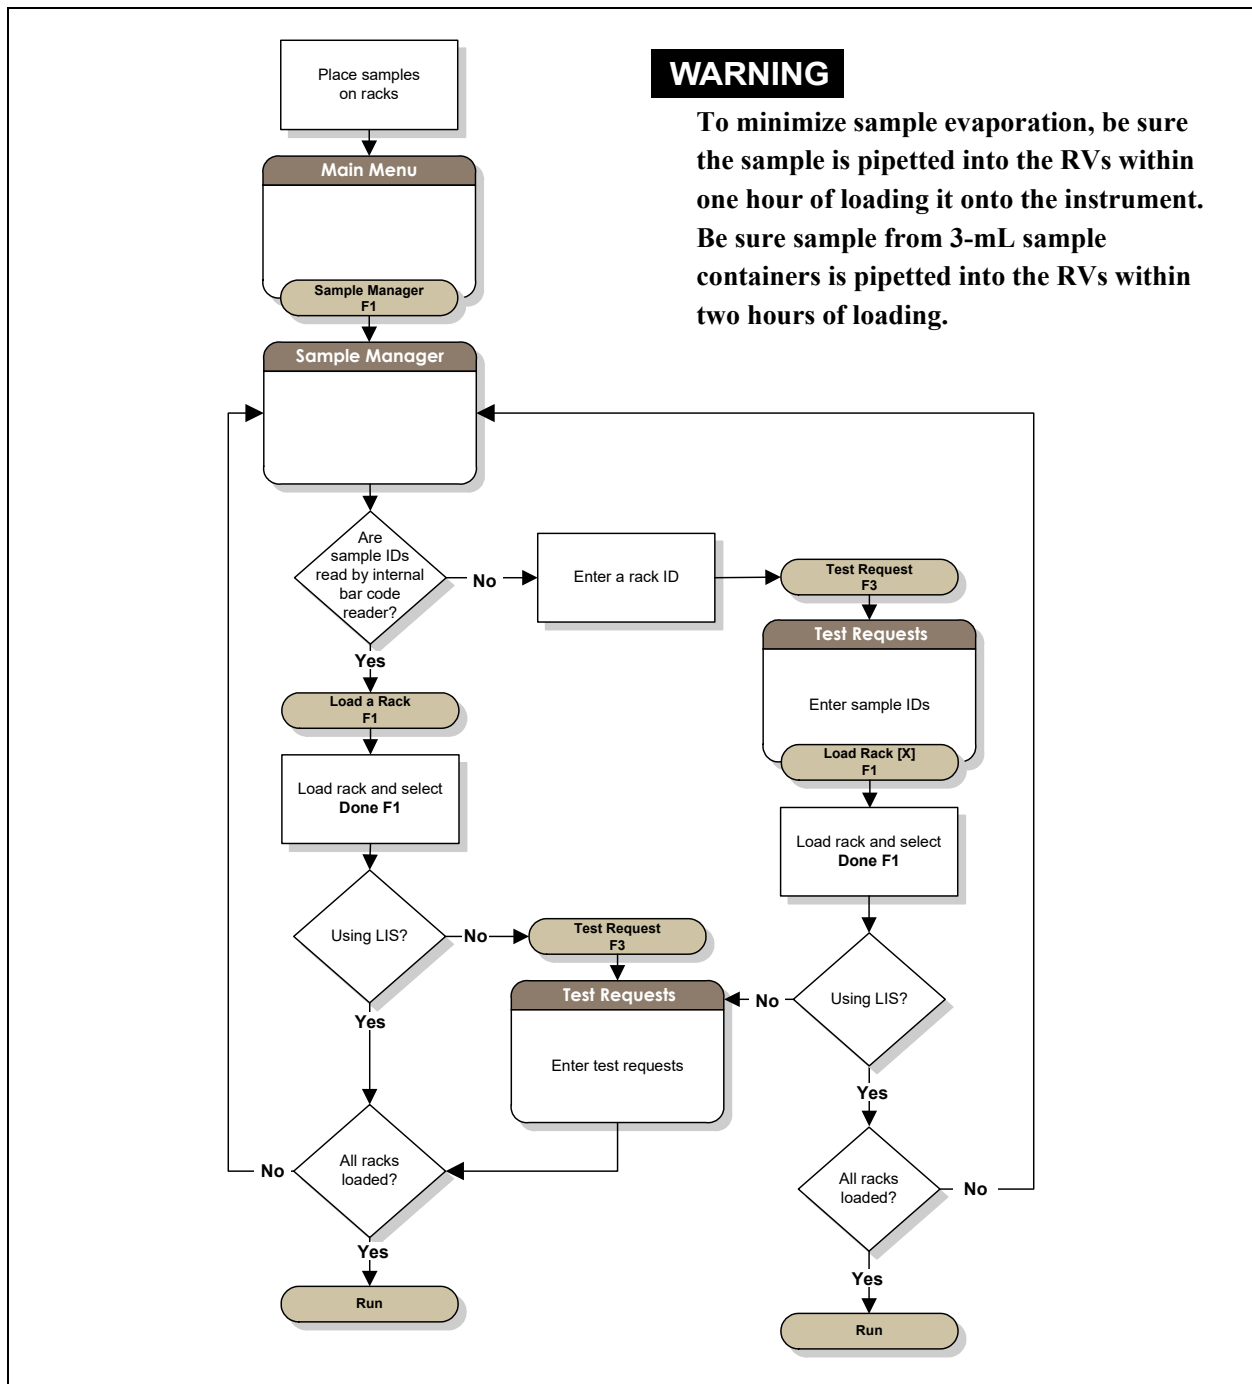 Place samples
on racks
WARNING
To minimize sample evaporation, be sure
the sample is pipetted into the RVs within
one hour of loading it onto the instrument.
Be sure sample from 3-mL sample
containers is pipetted into the RVs within
two hours of loading.
Main Menu
Sample Manager
F1
Sample Manager
Are
sample IDs
read by internal
bar code
reader?
No
Enter a rack ID
Test Request
F3
Test Requests
Enter sample IDs
Load Rack [X]
F1
Yes
Load a Rack
F1
Load rack and select
Done F1
Load rack and select
Done F1
Using LIS?
No
Test Request
F3
Test Requests
Enter test requests
No
Using LIS?
Yes
Yes
No
All racks
loaded?
All racks
loaded?
No
Yes
Run
Yes
Run